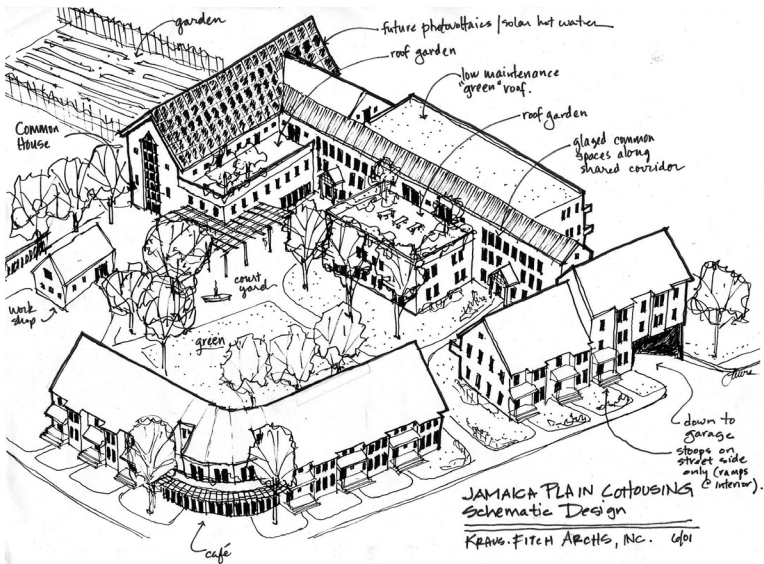 garden
future photovoltaics/solar hot water
roof garden
low maintenance
"green" roof.
roof garden
glazed common
spaces along
shared corridor
Common
House
work
shop
court
yard
green
down to
garage
stoops on
street side
only (ramps
@ interior).
café
JAMAICA PLAIN COHOUSING
Schematic Design
KRAUS-FITCH ARCHS, INC. 6/01